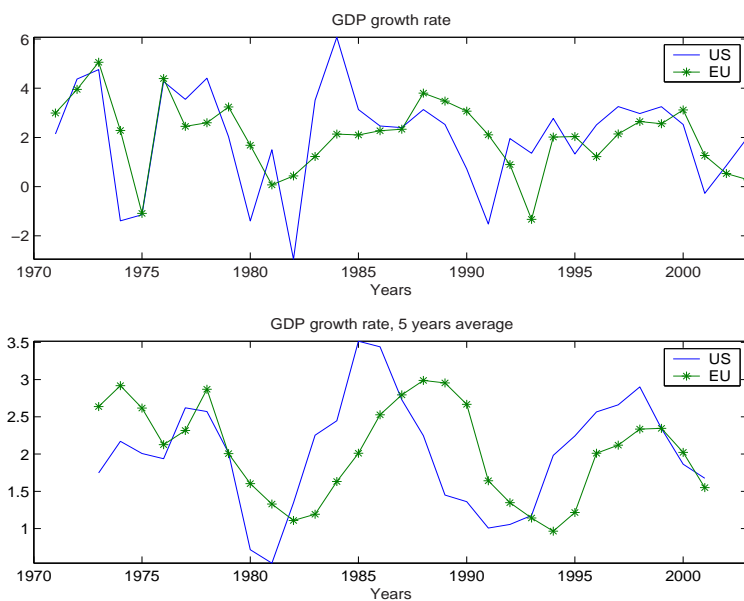 GDP growth rate
6
4
2
0
−2
US
EU
1970 1975 1980 1985 1990 1995 2000
Years
GDP growth rate, 5 years average
3.5
3
2.5
2
1.5
1
US
EU
1970 1975 1980 1985 1990 1995 2000
Years